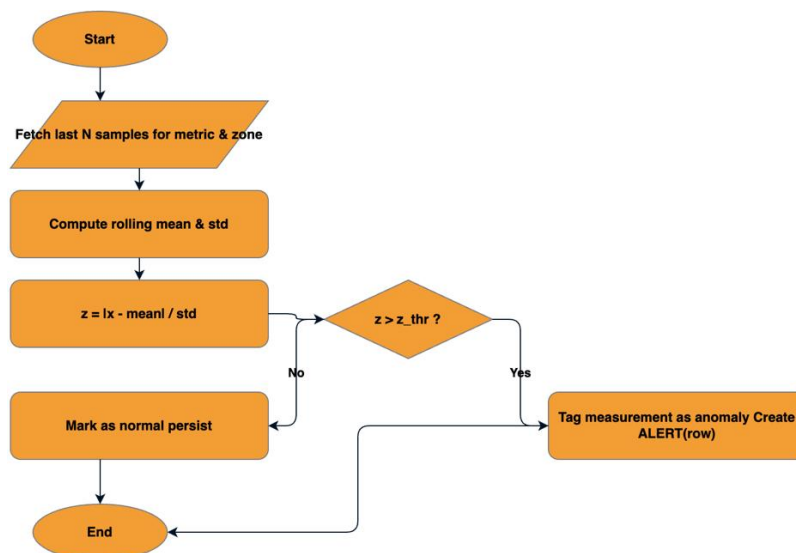 Start
Fetch last N samples for metric & zone
Compute rolling mean & std
z = |x - mean| / std
z > z_thr ?
No
Yes
Mark as normal persist
Tag measurement as anomaly Create
ALERT(row)
End